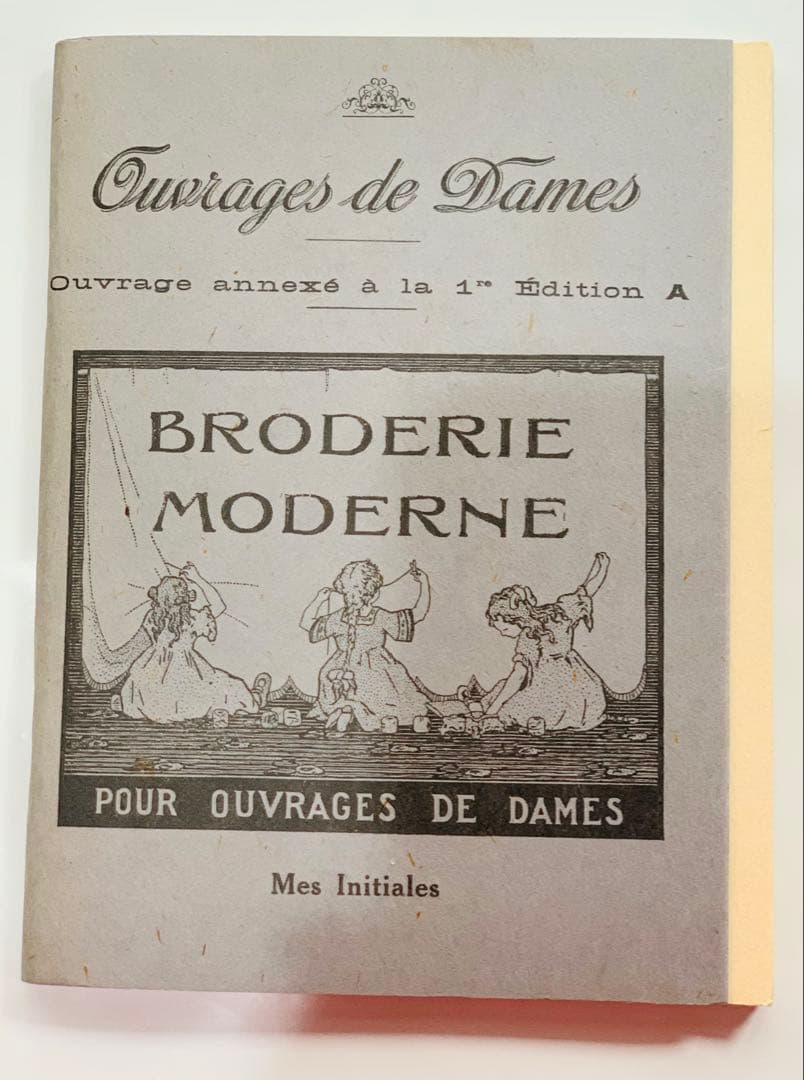 Ouvrages de Dames
Ouvrage annexé à la 1re Édition A
BRODERIE
MODERNE
POUR OUVRAGES DE DAMES
Mes Initiales